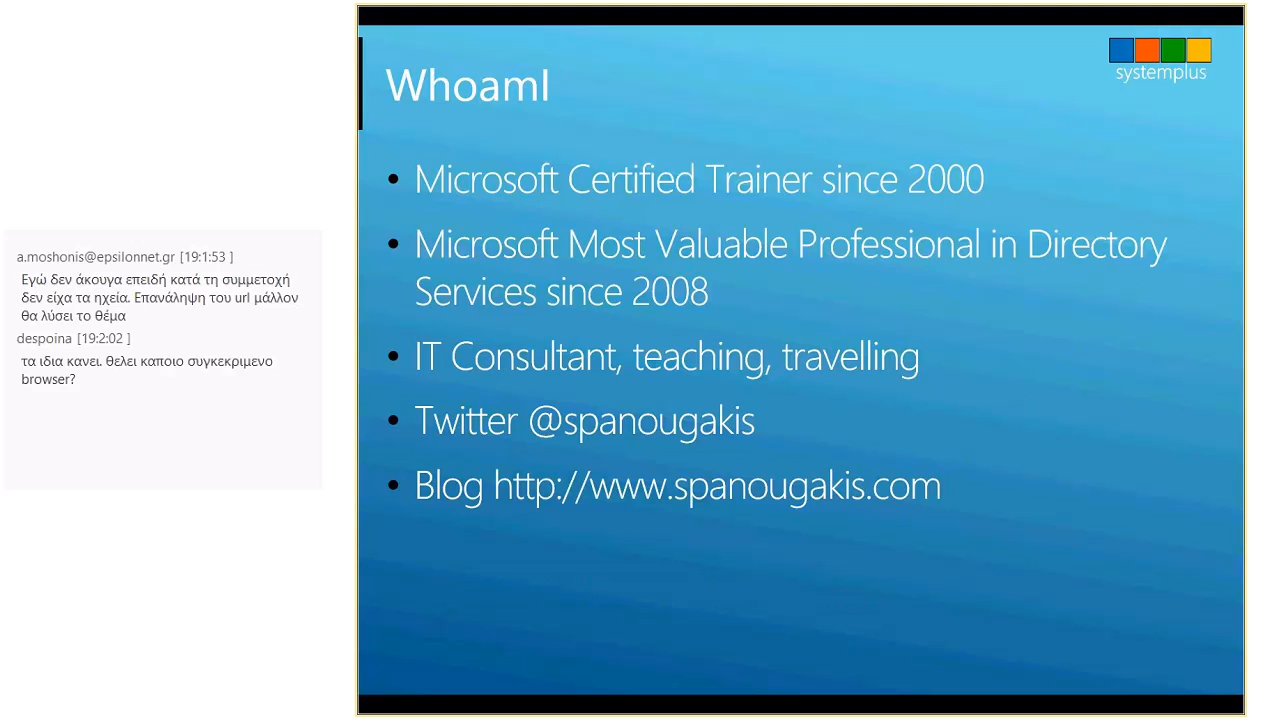 a.moshonis@epsilonnet.gr [19:1:53 ]
Εγώ δεν άκουγα επειδή κατά τη συμμετοχή
δεν είχα τα ηχεία. Επανάληψη του url μάλλον
θα λύσει το θέμα
despoina [19:2:02 ]
τα ιδια κανει. θελει καποιο συγκεκριμενο
browser?
systemplus
WhoamI
• Microsoft Certified Trainer since 2000
• Microsoft Most Valuable Professional in Directory
Services since 2008
• IT Consultant, teaching, travelling
• Twitter @spanougakis
• Blog http://www.spanougakis.com